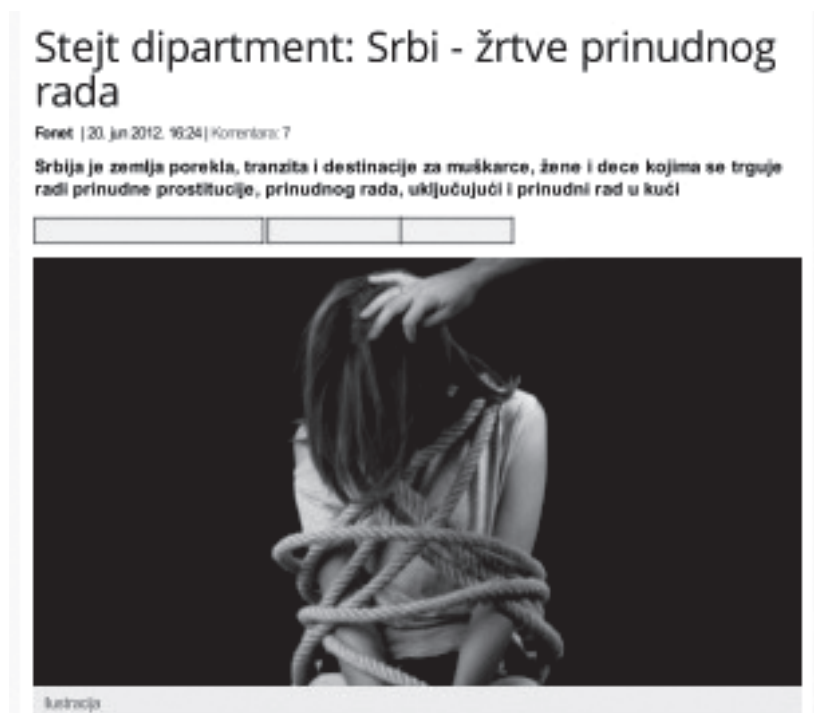 Stejt dipartment: Srbi - žrtve prinudnog
rada
Fonet | 20. jun 2012. 16:24 | Komentara: 7
Srbija je zemlja porekla, tranzita i destinacije za muškarce, žene i dece kojima se trguje
radi prinudne prostitucije, prinudnog rada, uključujući i prinudni rad u kući
Ilustracija